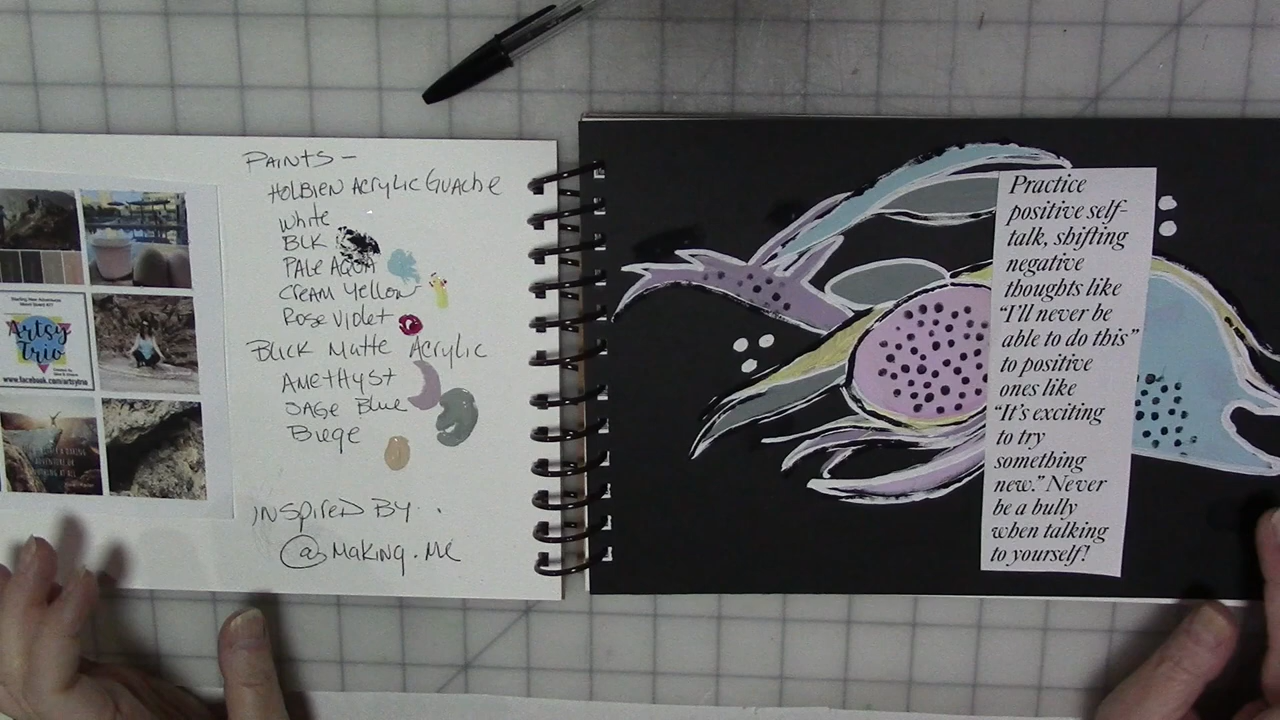 PAINTS -
HOLBIEN ACRYLIC GUACHE
WHITE
BLK
PALE AQUA
CREAM YELLOW
ROSE VIOLET
BLICK MATTE ACRYLIC
AMETHYST
SAGE BLUE
BIEGE
INSPIRED BY..
@MAKING.ME
Artsy
Trio
www.facebook.com/artsytrio
Practice
positive self-
talk, shifting
negative
thoughts like
“I’ll never be
able to do this”
to positive
ones like
“It’s exciting
to try
something
new.” Never
be a bully
when talking
to yourself!